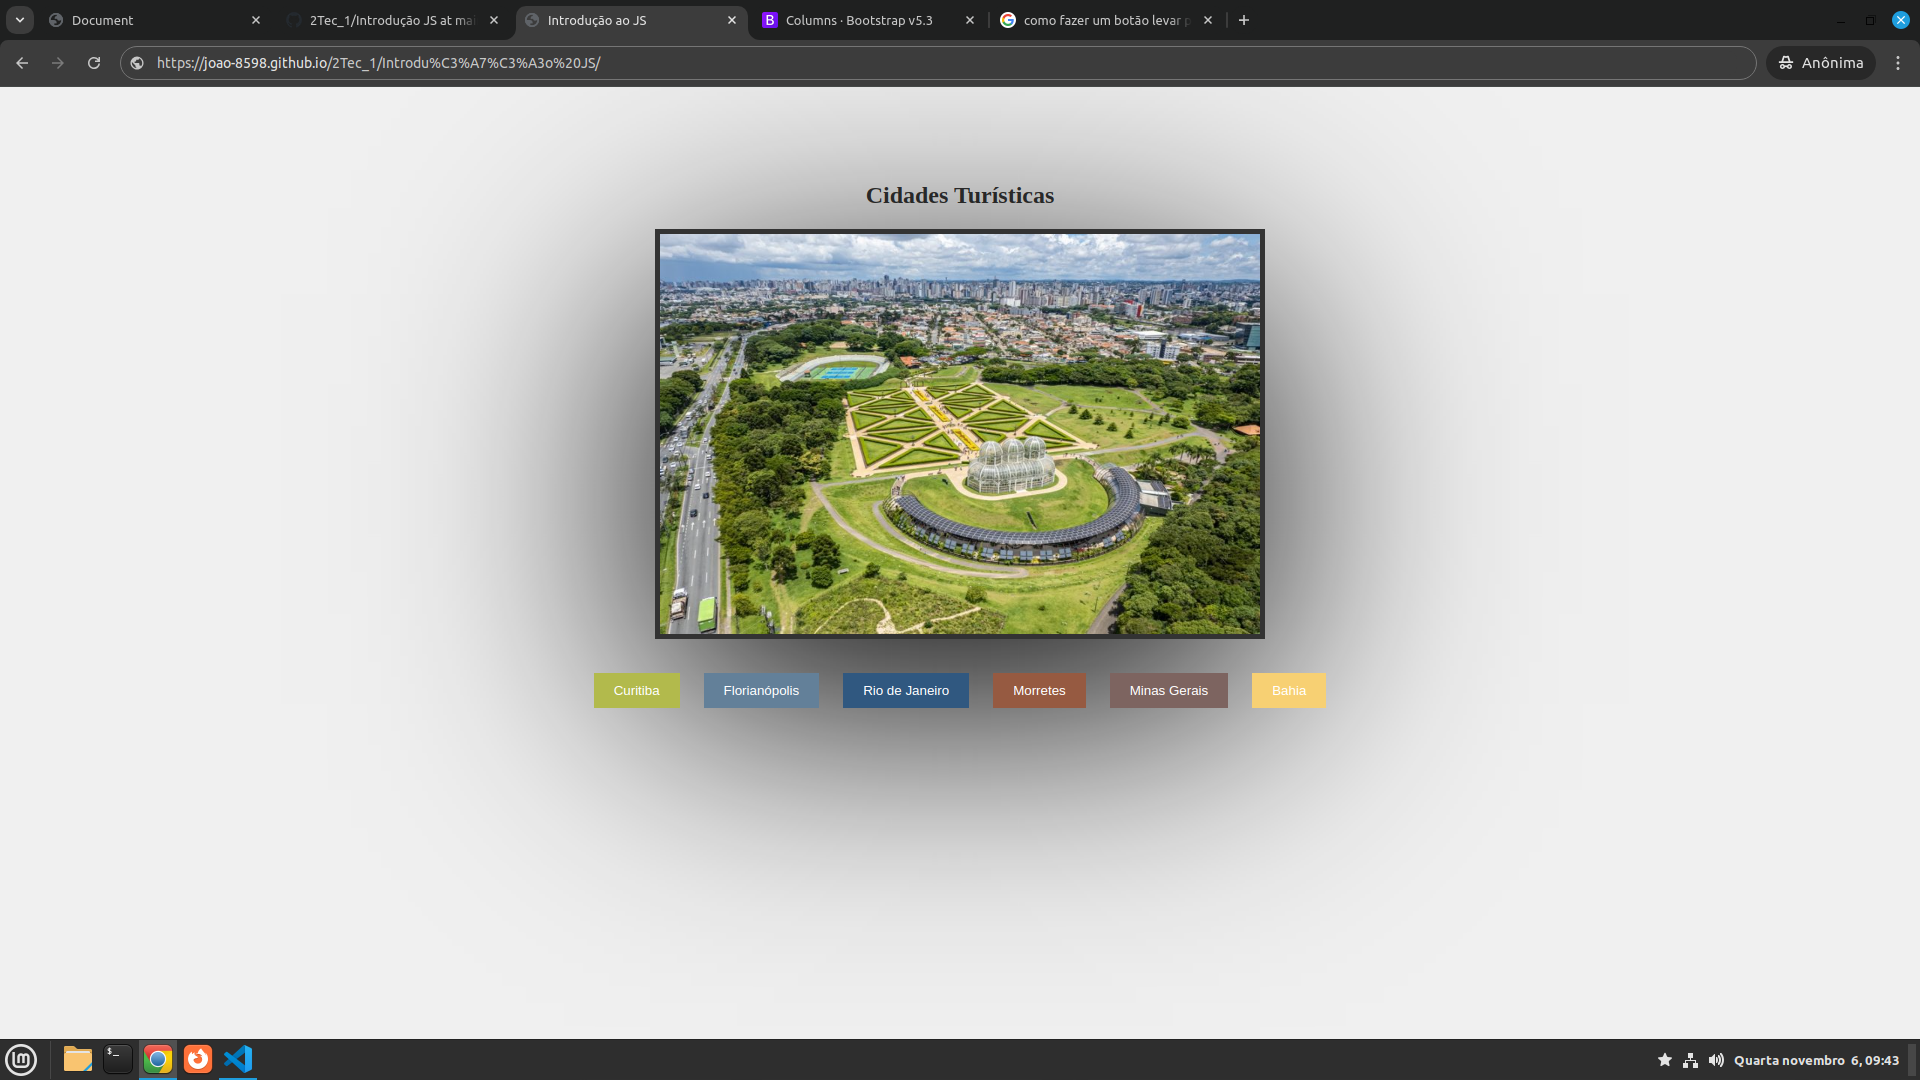 Document
2Tec_1/Introdução JS at mai
Introdução ao JS
Columns · Bootstrap v5.3
como fazer um botão levar p
https://joao-8598.github.io/2Tec_1/Introdu%C3%A7%C3%A3o%20JS/
Anônima
Cidades Turísticas
Curitiba
Florianópolis
Rio de Janeiro
Morretes
Minas Gerais
Bahia
Quarta novembro 6, 09:43